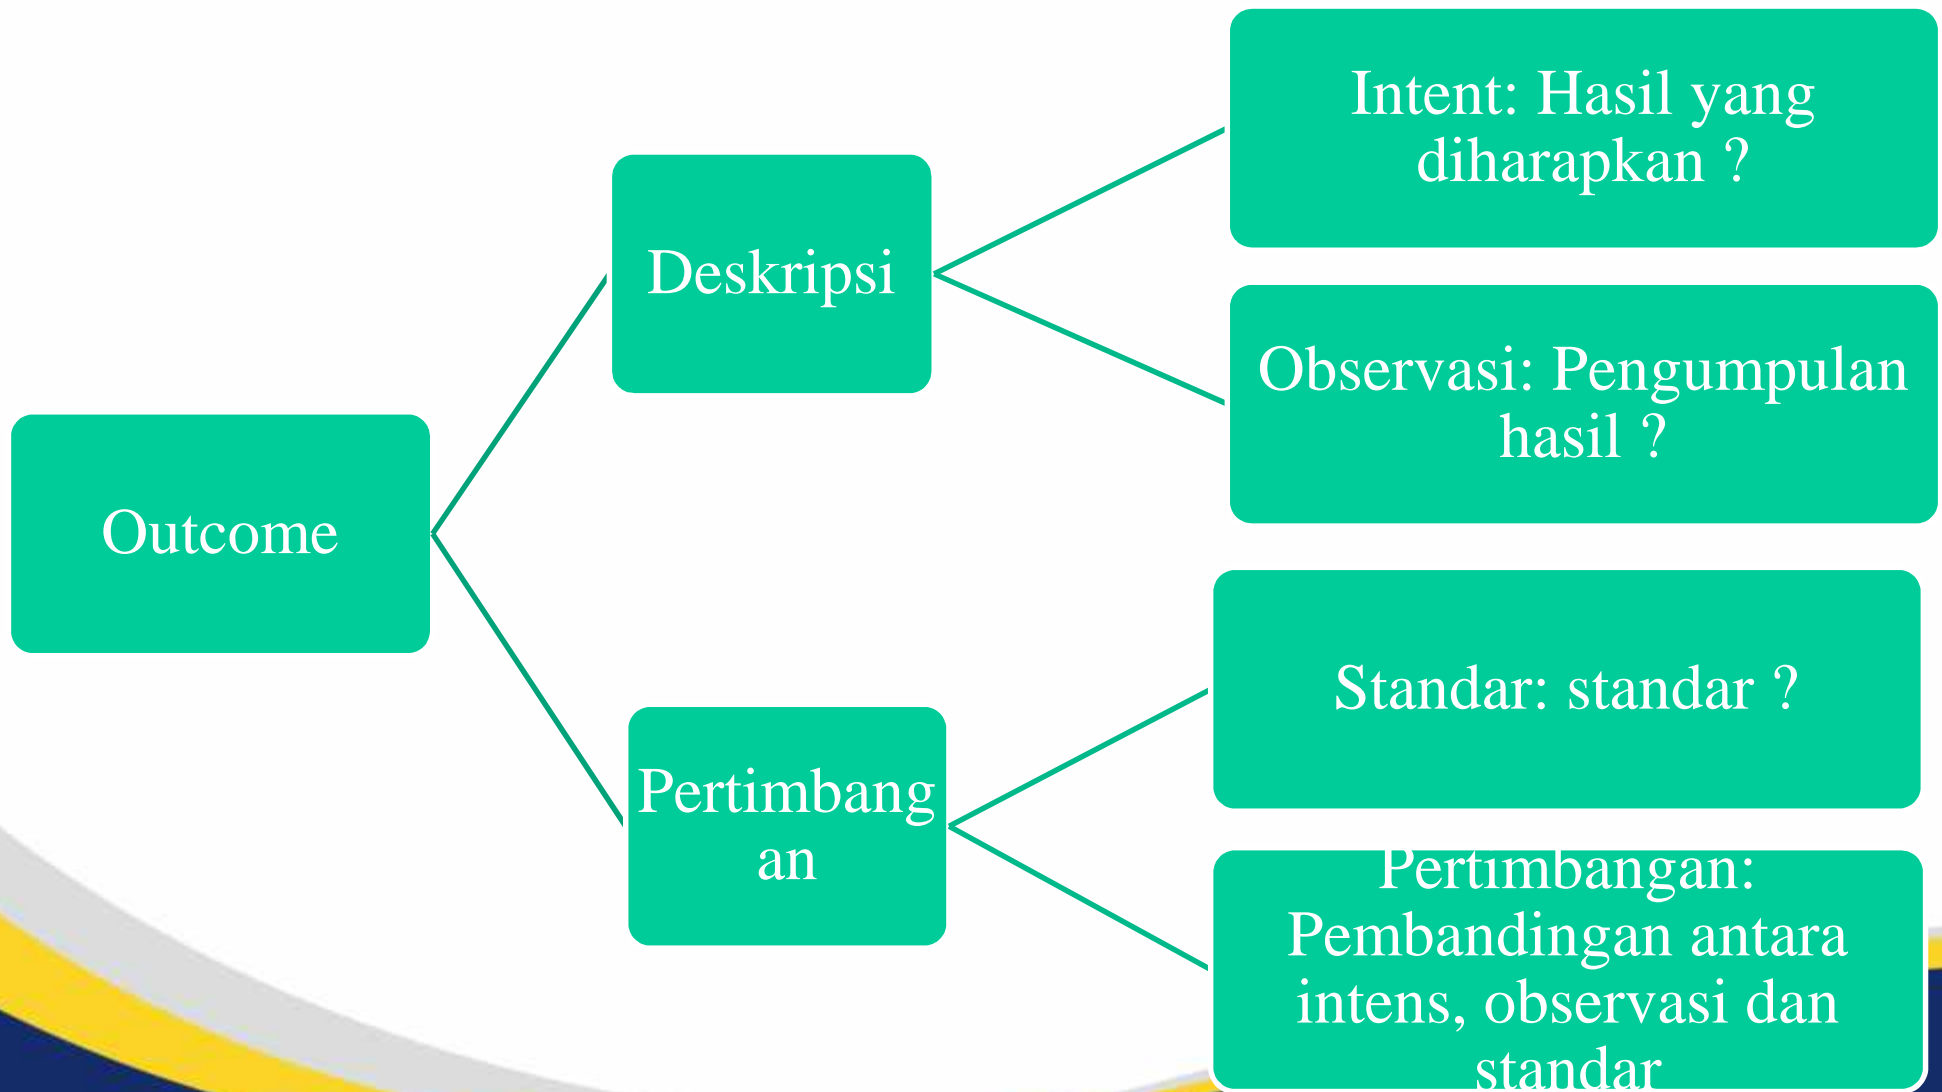 Outcome
Deskripsi
Intent: Hasil yang
diharapkan ?
Observasi: Pengumpulan
hasil ?
Pertimbang
an
Standar: standar ?
Pertimbangan:
Pembandingan antara
intens, observasi dan
standar